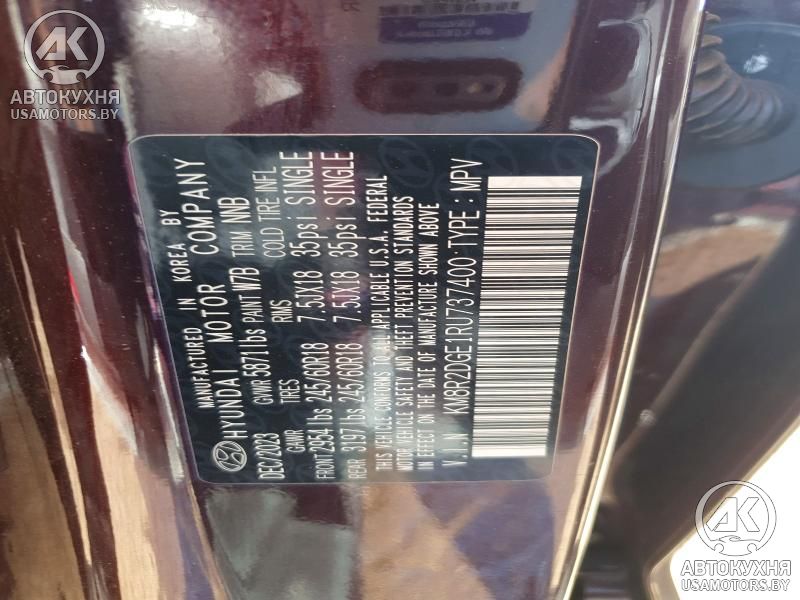 АВТОКУХНЯ
USAMOTORS.BY
MANUFACTURED IN KOREA BY
HYUNDAI MOTOR COMPANY
DEC/2023 GVWR 5871lbs PAINT W7B TRIM NNB
GAWR TIRES RIMS COLD TIRE INFL
FRONT 2954 lbs 245/60R18 7.5JX18 35psi SINGLE
REAR 3197 lbs 245/60R18 7.5JX18 35psi SINGLE
THIS VEHICLE CONFORMS TO ALL APPLICABLE U.S.A. FEDERAL
MOTOR VEHICLE SAFETY AND THEFT PREVENTION STANDARDS
IN EFFECT ON THE DATE OF MANUFACTURE SHOWN ABOVE
V.I.N KM8R2DGE1RU737400 TYPE : MPV
АВТОКУХНЯ
USAMOTORS.BY